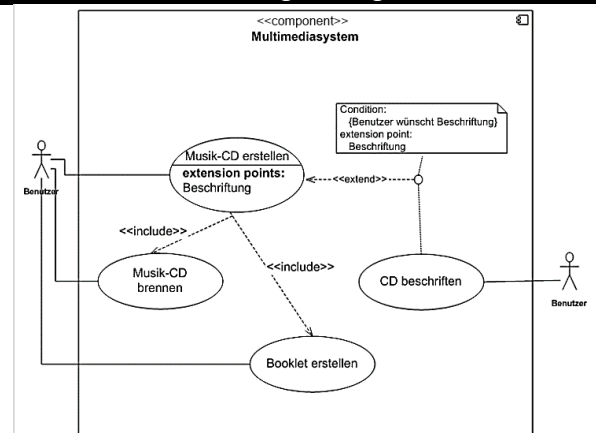 <<component>>
Multimediasystem
Condition:
{Benutzer wünscht Beschriftung}
extension point:
Beschriftung
Musik-CD erstellen
extension points:
Beschriftung
<<extend>>
Benutzer
<<include>>
<<include>>
Musik-CD
brennen
CD beschriften
Benutzer
Booklet erstellen